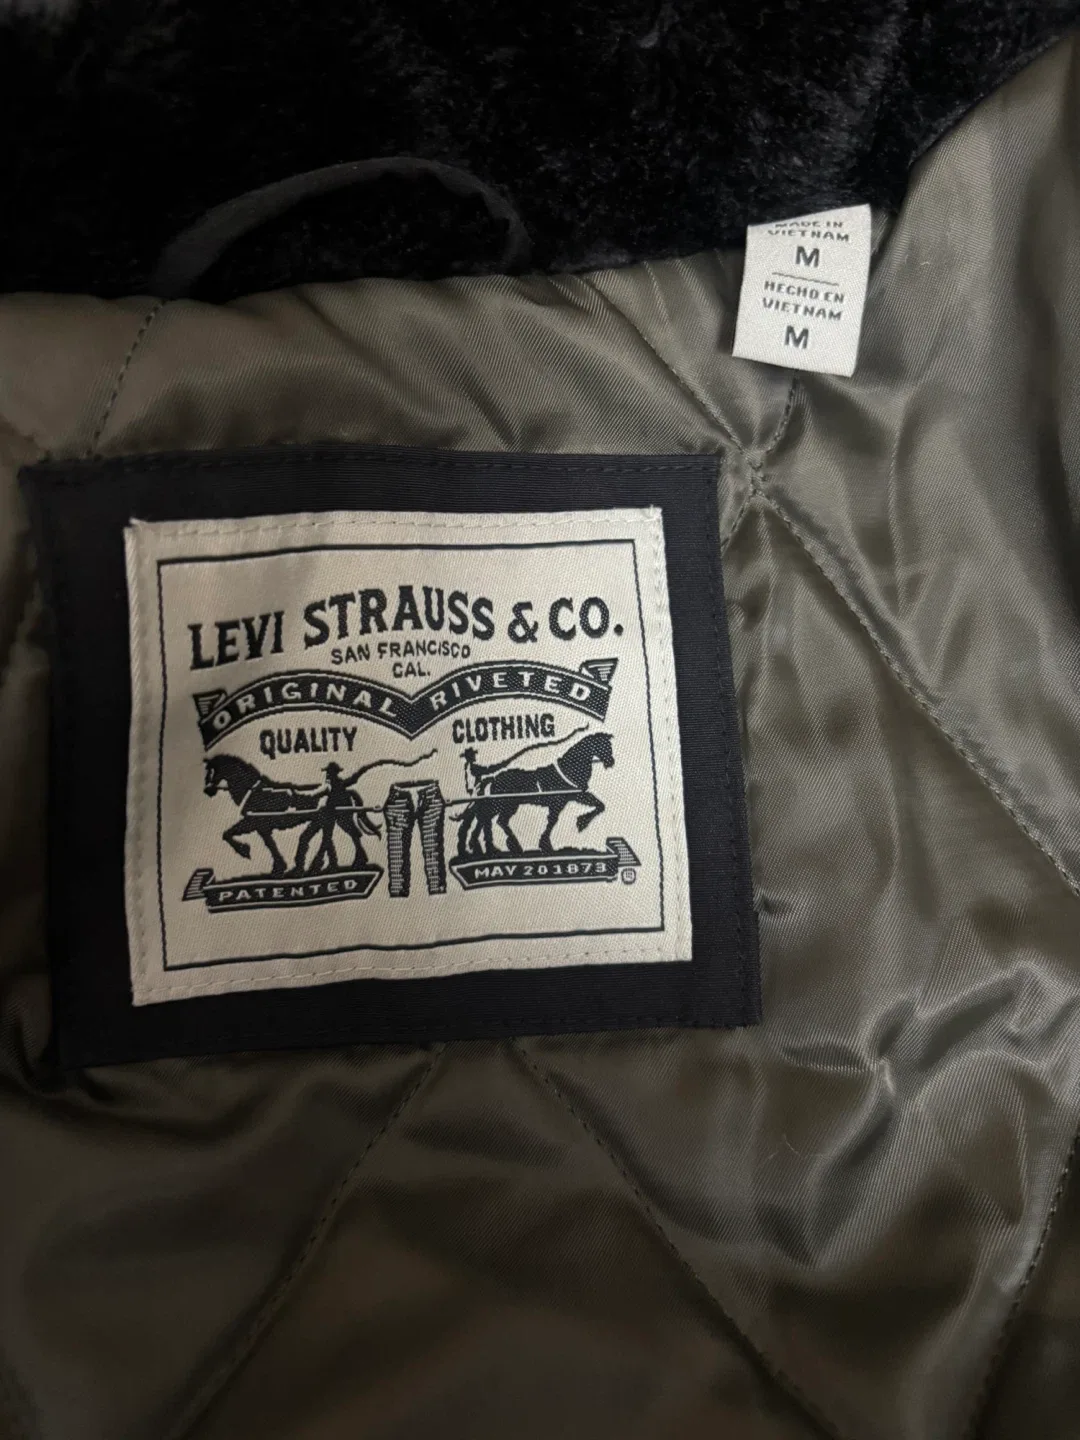 MADE IN
VIETNAM
M
HECHO EN
VIETNAM
M
LEVI STRAUSS & CO.
SAN FRANCISCO
CAL.
ORIGINAL RIVETED
QUALITY CLOTHING
PATENTED MAY 20 1873 ®